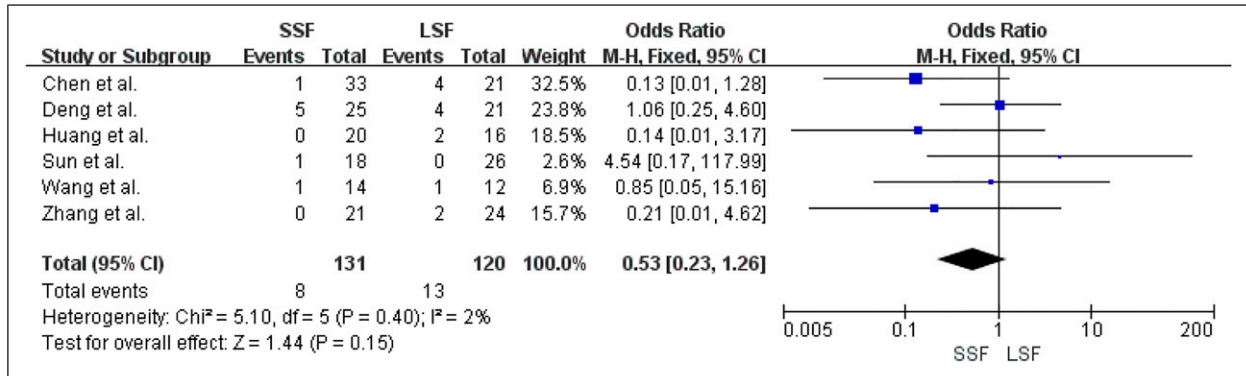 SSF LSF Odds Ratio Odds Ratio
Study or Subgroup Events Total Events Total Weight M-H, Fixed, 95% CI M-H, Fixed, 95% CI
Chen et al. 1 33 4 21 32.5% 0.13 [0.01, 1.28]
Deng et al. 5 25 4 21 23.8% 1.06 [0.25, 4.60]
Huang et al. 0 20 2 16 18.5% 0.14 [0.01, 3.17]
Sun et al. 1 18 0 26 2.6% 4.54 [0.17, 117.99]
Wang et al. 1 14 1 12 6.9% 0.85 [0.05, 15.16]
Zhang et al. 0 21 2 24 15.7% 0.21 [0.01, 4.62]
Total (95% CI) 131 120 100.0% 0.53 [0.23, 1.26]
Total events 8 13
Heterogeneity: Chi² = 5.10, df = 5 (P = 0.40); I² = 2%
Test for overall effect: Z = 1.44 (P = 0.15)
0.005 0.1 1 10 200
SSF LSF